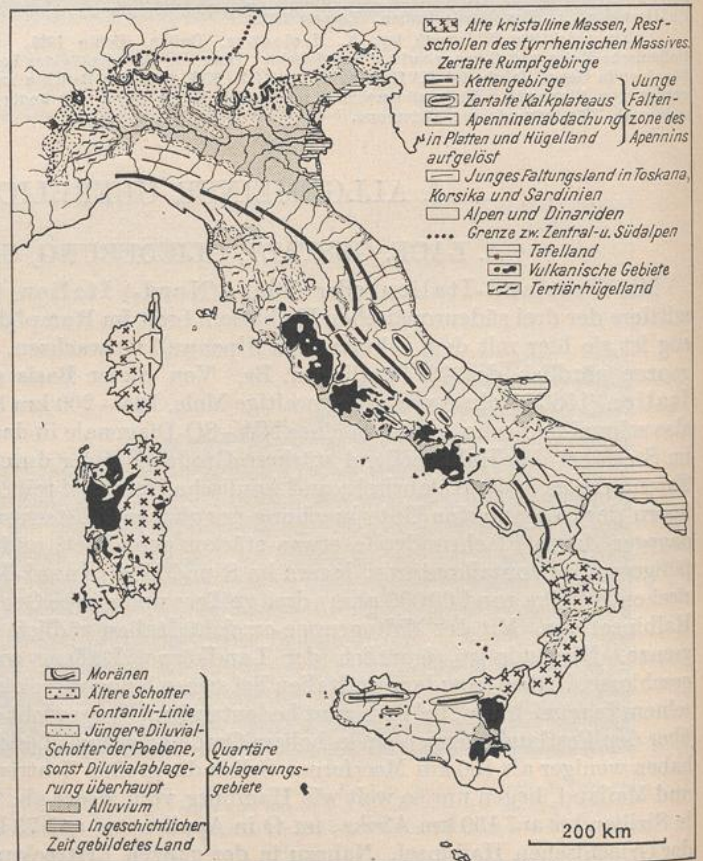 Alte kristalline Massen, Rest-
schollen des tyrrhenischen Massives.
Zertalte Rumpfgebirge
Kettengebirge
Zertalte Kalkplateaus
Apenninenabdachung
in Platten und Hügelland
aufgelöst
Junge
Falten-
zone des
Apennins
Junges Faltungsland in Toskana,
Korsika und Sardinien
Alpen und Dinariden
Grenze zw. Zentral-u. Südalpen
Tafelland
Vulkanische Gebiete
Tertiärhügelland
Moränen
Ältere Schotter
Fontanili-Linie
Jüngere Diluvial-
Schotter der Poebene,
sonst Diluvialablage-
rung überhaupt
Alluvium
In geschichtlicher
Zeit gebildetes Land
Quartäre
Ablagerungs-
gebiete
200 km